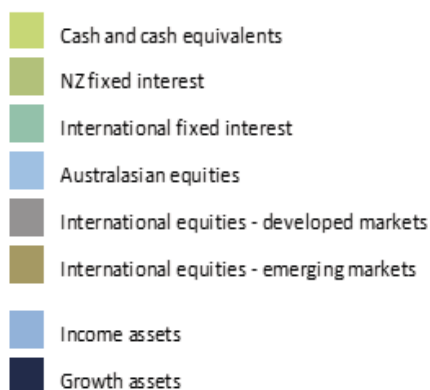 Cash and cash equivalents
NZ fixed interest
International fixed interest
Australasian equities
International equities - developed markets
International equities - emerging markets
Income assets
Growth assets